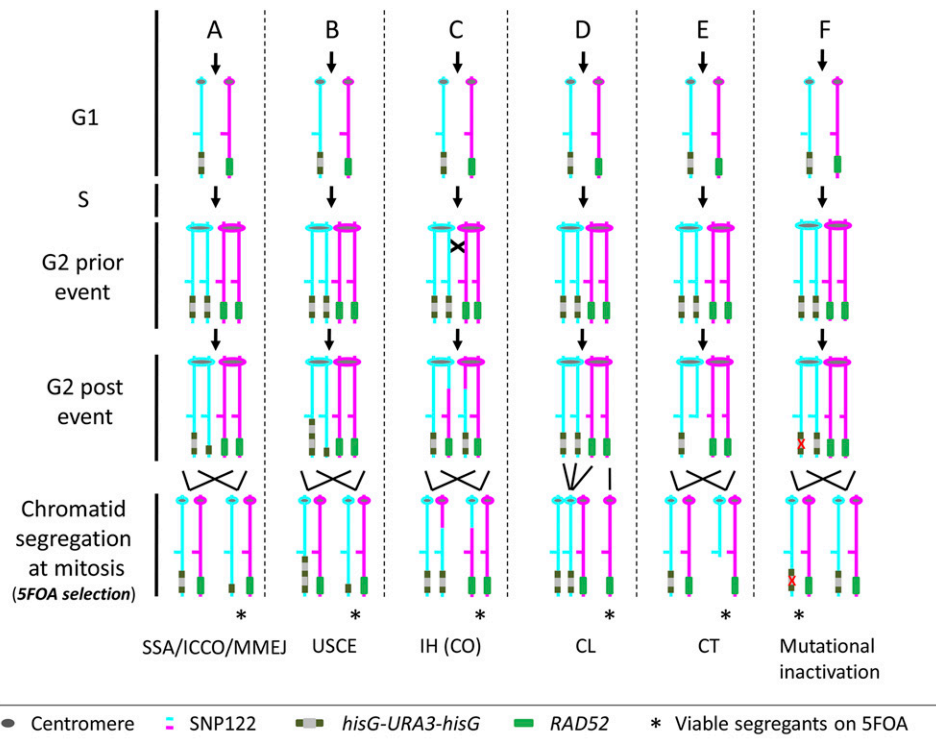 A B C D E F
G1
S
G2 prior
event
G2 post
event
Chromatid
segregation
at mitosis
(5FOA selection)
* * * * * *
SSA/ICCO/MMEJ USCE IH (CO) CL CT Mutational
inactivation
Centromere SNP122 hisG-URA3-hisG RAD52 * Viable segregants on 5FOA